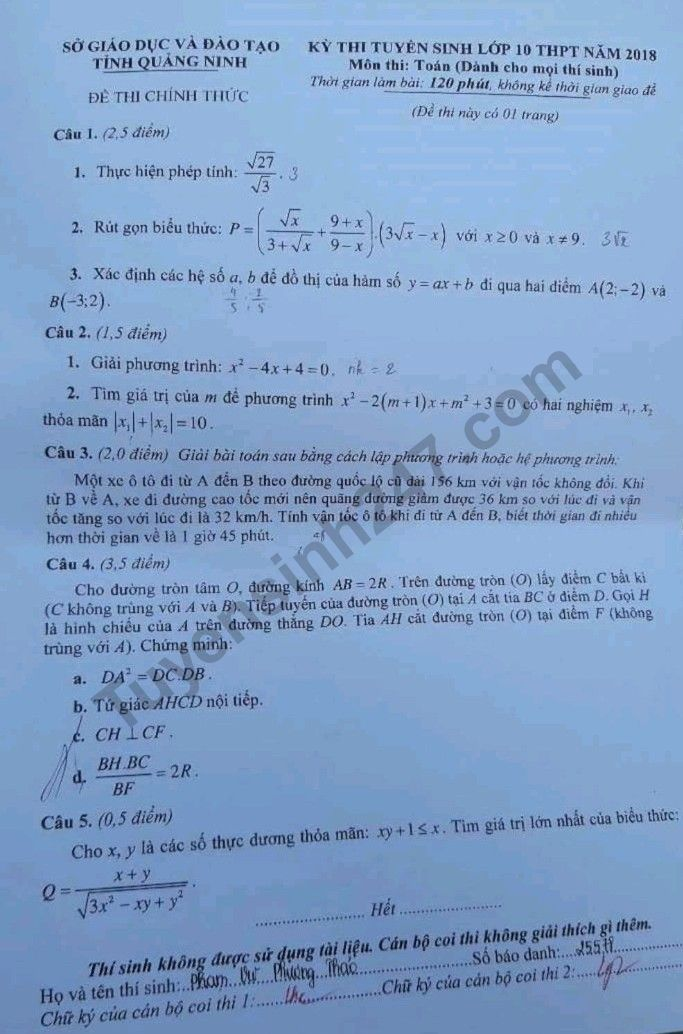 SỞ GIÁO DỤC VÀ ĐÀO TẠO
TỈNH QUẢNG NINH
ĐỀ THI CHÍNH THỨC
KỲ THI TUYỂN SINH LỚP 10 THPT NĂM 2018
Môn thi: Toán (Dành cho mọi thí sinh)
Thời gian làm bài: 120 phút, không kể thời gian giao đề
(Đề thi này có 01 trang)
Câu 1. (2,5 điểm)
1. Thực hiện phép tính: √27/√3 . 3
2. Rút gọn biểu thức: P = (√x/(3+√x) + (9+x)/(9−x)).(3√x − x) với x ≥ 0 và x ≠ 9. 3√x
3. Xác định các hệ số a, b để đồ thị của hàm số y = ax + b đi qua hai điểm A(2;−2) và
B(−3;2).
Câu 2. (1,5 điểm)
1. Giải phương trình: x² − 4x + 4 = 0. nk = 2
2. Tìm giá trị của m để phương trình x² − 2(m+1)x + m² + 3 = 0 có hai nghiệm x₁, x₂
thỏa mãn |x₁| + |x₂| = 10.
Câu 3. (2,0 điểm) Giải bài toán sau bằng cách lập phương trình hoặc hệ phương trình:
Một xe ô tô đi từ A đến B theo đường quốc lộ cũ dài 156 km với vận tốc không đổi. Khi
từ B về A, xe đi đường cao tốc mới nên quãng đường giảm được 36 km so với lúc đi và vận
tốc tăng so với lúc đi là 32 km/h. Tính vận tốc ô tô khi đi từ A đến B, biết thời gian đi nhiều
hơn thời gian về là 1 giờ 45 phút.
Câu 4. (3,5 điểm)
Cho đường tròn tâm O, đường kính AB = 2R. Trên đường tròn (O) lấy điểm C bất kì
(C không trùng với A và B). Tiếp tuyến của đường tròn (O) tại A cắt tia BC ở điểm D. Gọi H
là hình chiếu của A trên đường thẳng DO. Tia AH cắt đường tròn (O) tại điểm F (không
trùng với A). Chứng minh:
a. DA² = DC.DB.
b. Tứ giác AHCD nội tiếp.
c. CH ⊥ CF.
d. BH.BC/BF = 2R.
Câu 5. (0,5 điểm)
Cho x, y là các số thực dương thỏa mãn: xy + 1 ≤ x. Tìm giá trị lớn nhất của biểu thức:
Q = (x + y)/√(3x² − xy + y²).
Hết
Thí sinh không được sử dụng tài liệu. Cán bộ coi thi không giải thích gì thêm.
Họ và tên thí sinh: Phạm Phương Thảo Số báo danh:
Chữ ký của cán bộ coi thi 1: Chữ ký của cán bộ coi thi 2:
Tuyensinh247.com